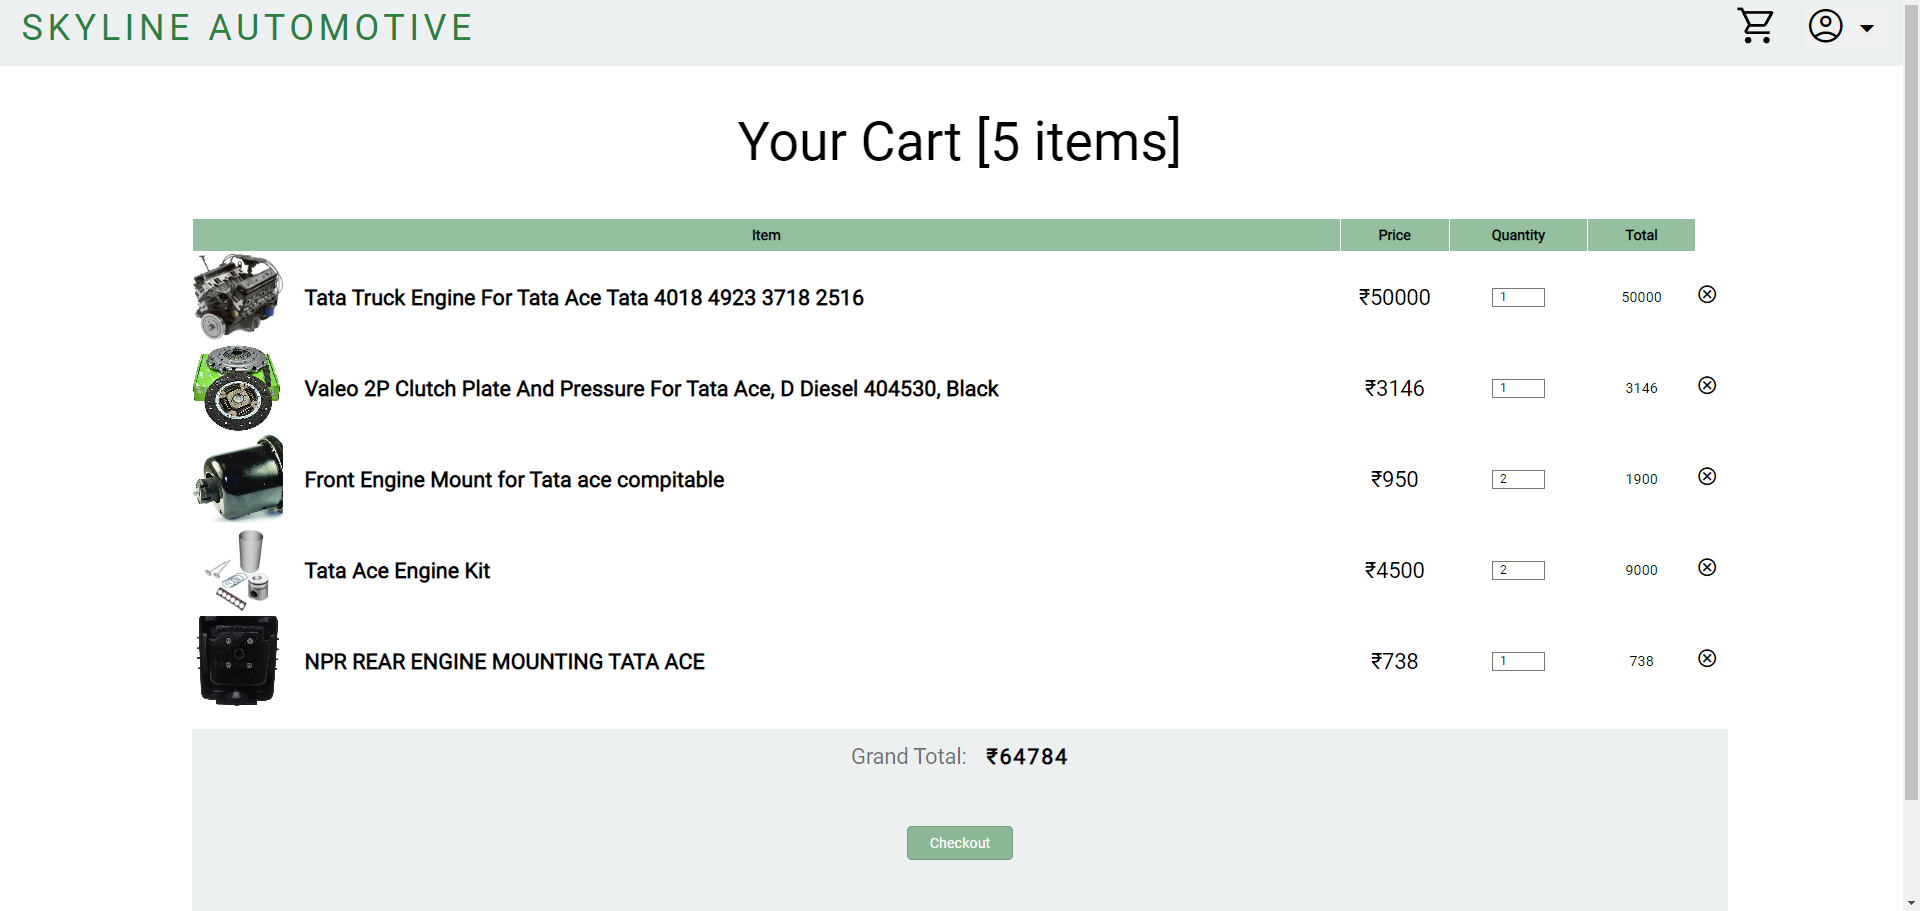 SKYLINE AUTOMOTIVE
Your Cart [5 items]
Item Price Quantity Total
Tata Truck Engine For Tata Ace Tata 4018 4923 3718 2516 ₹50000 1 50000
Valeo 2P Clutch Plate And Pressure For Tata Ace, D Diesel 404530, Black ₹3146 1 3146
Front Engine Mount for Tata ace compitable ₹950 2 1900
Tata Ace Engine Kit ₹4500 2 9000
NPR REAR ENGINE MOUNTING TATA ACE ₹738 1 738
Grand Total: ₹64784
Checkout